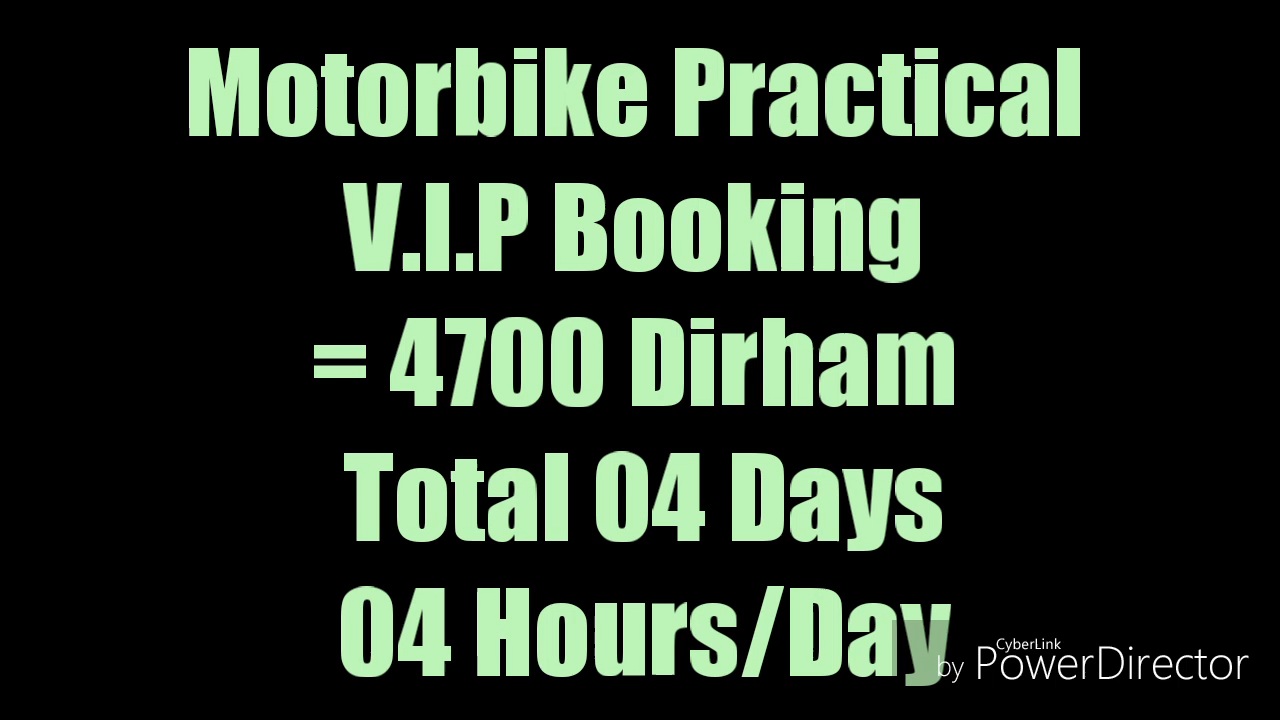 Motorbike Practical
V.I.P Booking
= 4700 Dirham
Total 04 Days
04 Hours/Day
CyberLink
by PowerDirector